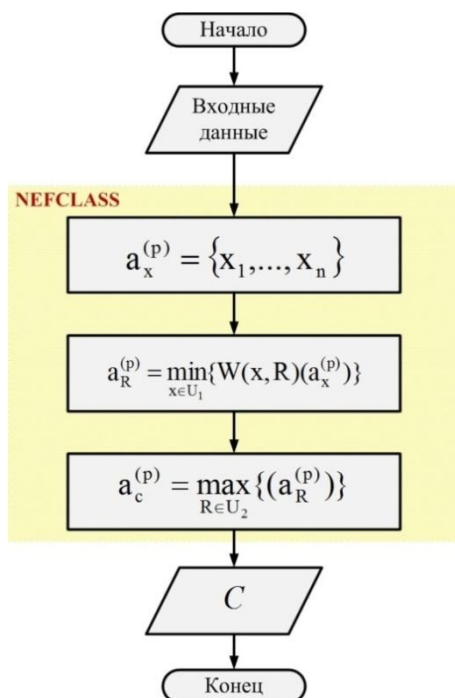 Начало
Входные
данные
NEFCLASS
a_x^{(p)} = {x_1,...,x_n}
a_R^{(p)} = min_{x∈U_1}{W(x,R)(a_x^{(p)})}
a_c^{(p)} = max_{R∈U_2}{(a_R^{(p)})}
C
Конец